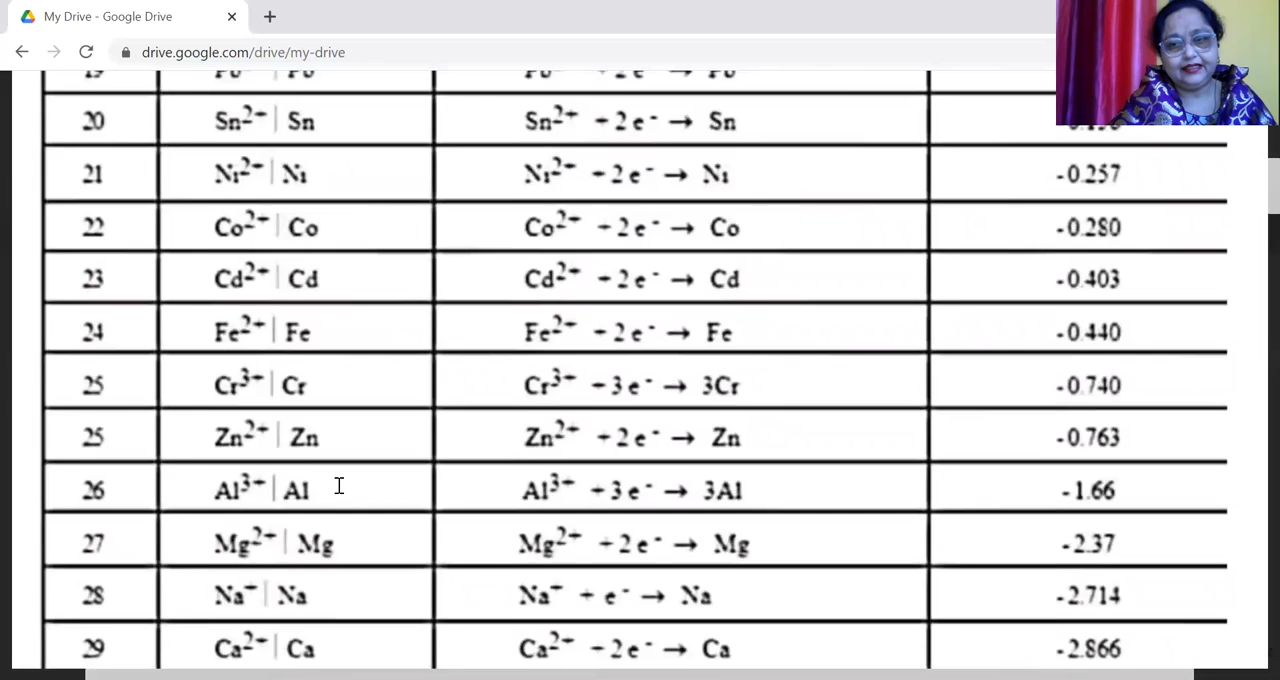 My Drive - Google Drive
drive.google.com/drive/my-drive
20 Sn²⁺ | Sn Sn²⁺ + 2 e⁻ → Sn
21 Ni²⁺ | Ni Ni²⁺ + 2 e⁻ → Ni -0.257
22 Co²⁺ | Co Co²⁺ + 2 e⁻ → Co -0.280
23 Cd²⁺ | Cd Cd²⁺ + 2 e⁻ → Cd -0.403
24 Fe²⁺ | Fe Fe²⁺ + 2 e⁻ → Fe -0.440
25 Cr³⁺ | Cr Cr³⁺ + 3 e⁻ → 3Cr -0.740
25 Zn²⁺ | Zn Zn²⁺ + 2 e⁻ → Zn -0.763
26 Al³⁺ | Al Al³⁺ + 3 e⁻ → 3Al -1.66
27 Mg²⁺ | Mg Mg²⁺ + 2 e⁻ → Mg -2.37
28 Na⁺ | Na Na⁺ + e⁻ → Na -2.714
29 Ca²⁺ | Ca Ca²⁺ + 2 e⁻ → Ca -2.866